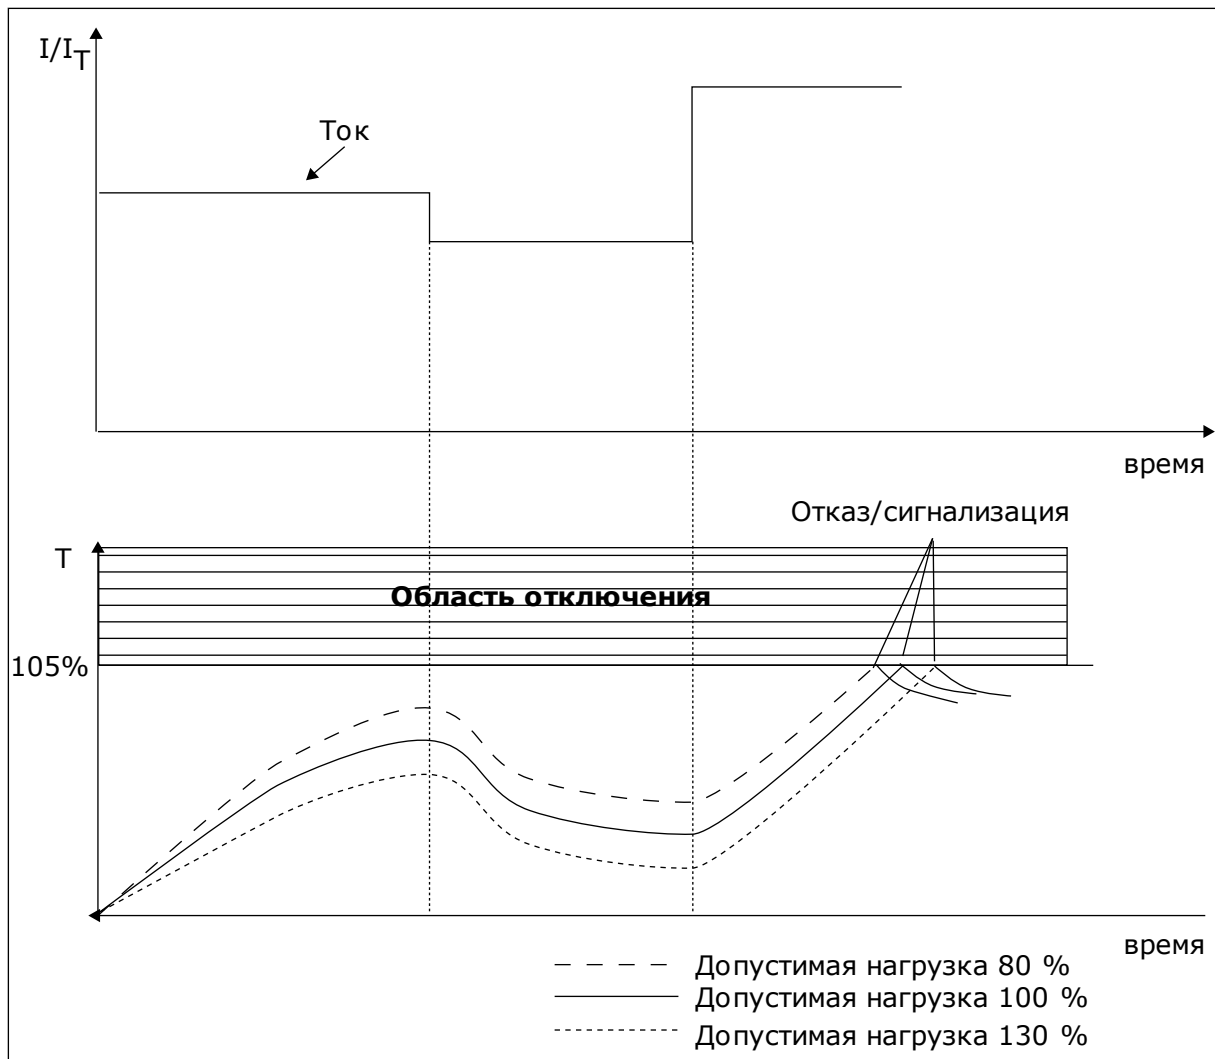 I/I_T
Ток
время
Отказ/сигнализация
T
Область отключения
105%
время
Допустимая нагрузка 80 %
Допустимая нагрузка 100 %
Допустимая нагрузка 130 %